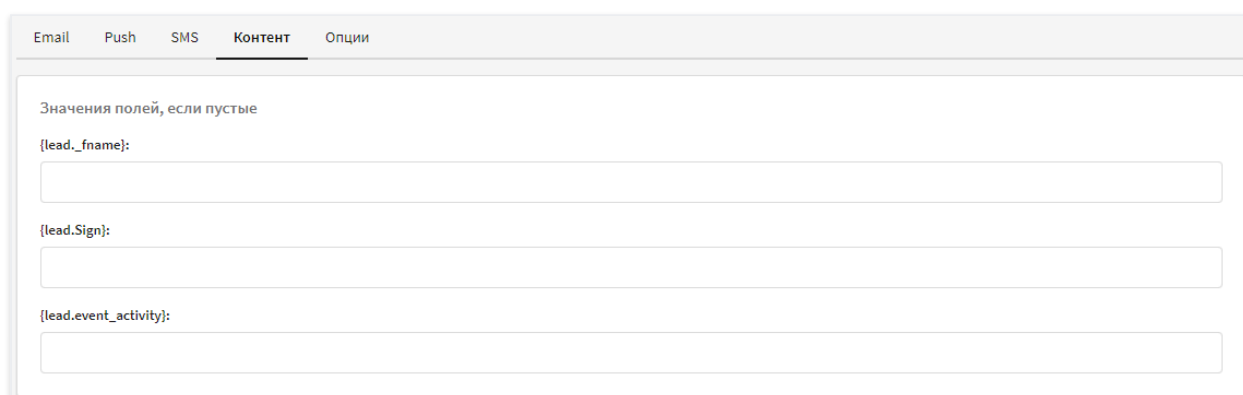 Email Push SMS Контент Опции
Значения полей, если пустые
{lead._fname}:
{lead.Sign}:
{lead.event_activity}: